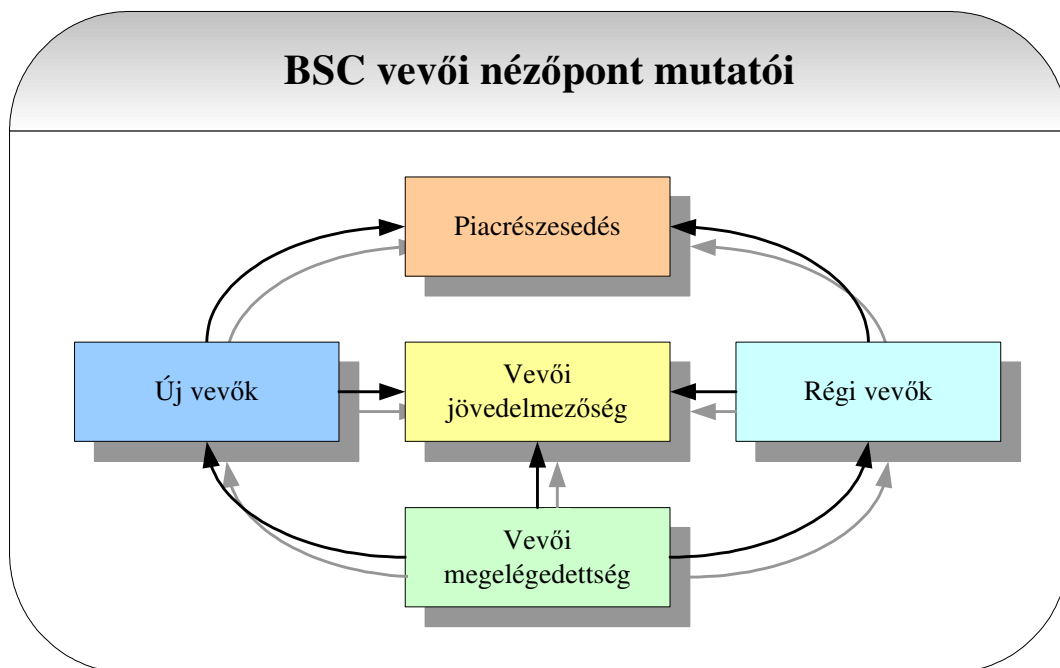 BSC vevői nézőpont mutatói
Piacrészesedés
Új vevők
Vevői
jövedelmezőség
Régi vevők
Vevői
megelégedettség